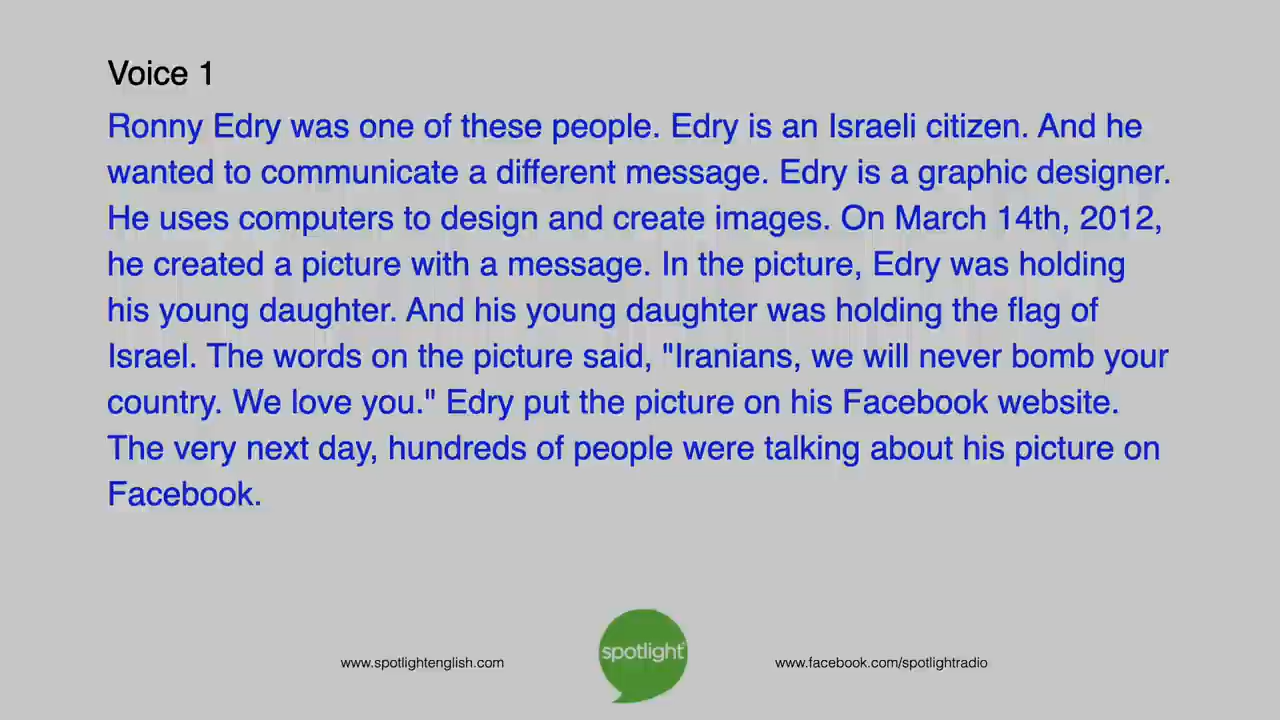 Voice 1
Ronny Edry was one of these people. Edry is an Israeli citizen. And he
wanted to communicate a different message. Edry is a graphic designer.
He uses computers to design and create images. On March 14th, 2012,
he created a picture with a message. In the picture, Edry was holding
his young daughter. And his young daughter was holding the flag of
Israel. The words on the picture said, "Iranians, we will never bomb your
country. We love you." Edry put the picture on his Facebook website.
The very next day, hundreds of people were talking about his picture on
Facebook.
www.spotlightenglish.com
spotlight
www.facebook.com/spotlightradio